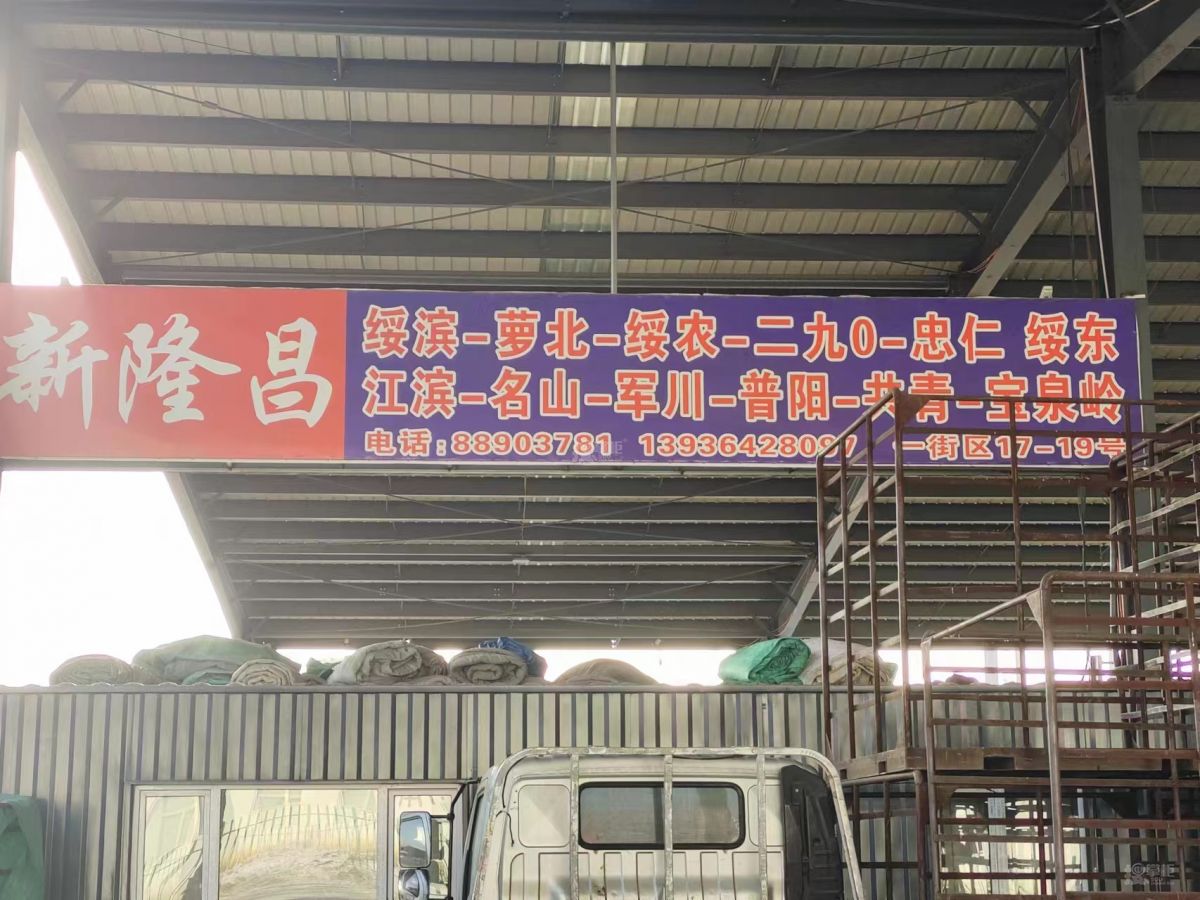 新隆昌
绥滨-萝北-绥农-二九0-忠仁 绥东
江滨-名山-军川-普阳-共青-宝泉岭
电话:88903781 13936428097 一街区17-19号